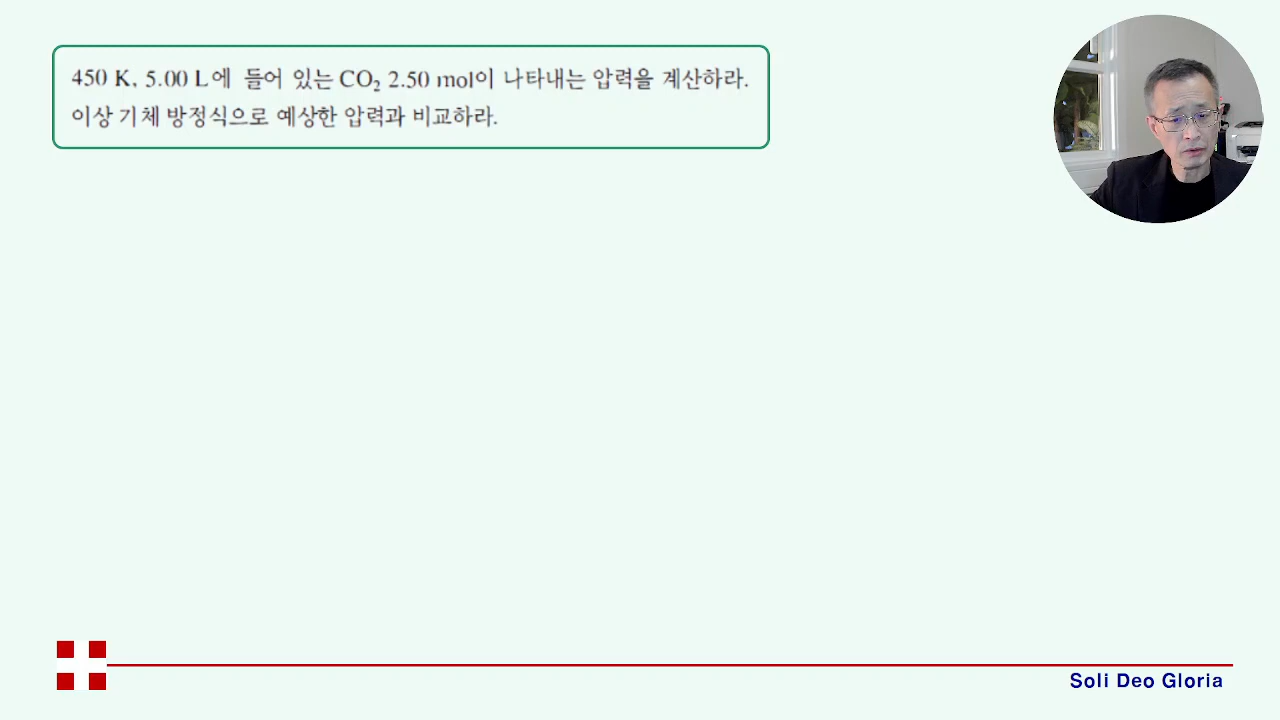 450 K, 5.00 L에 들어 있는 CO₂ 2.50 mol이 나타내는 압력을 계산하라.
이상 기체 방정식으로 예상한 압력과 비교하라.
Soli Deo Gloria